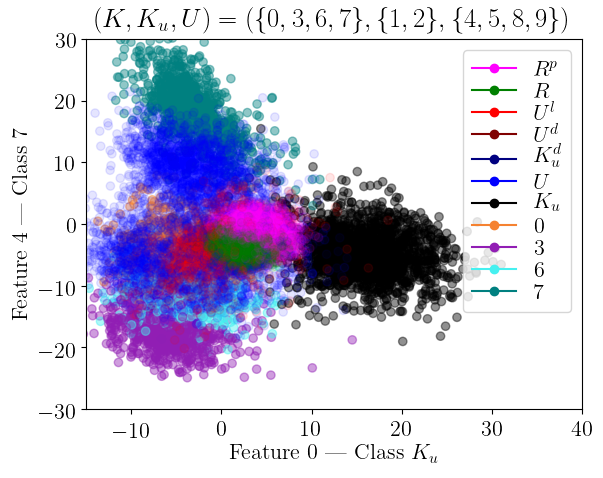 (K, K_u, U) = ({0, 3, 6, 7}, {1, 2}, {4, 5, 8, 9})
30
20
10
0
−10
−20
−30
Feature 4 — Class 7
R^p
R
U^l
U^d
K_u^d
U
K_u
0
3
6
7
−10 0 10 20 30 40
Feature 0 — Class K_u